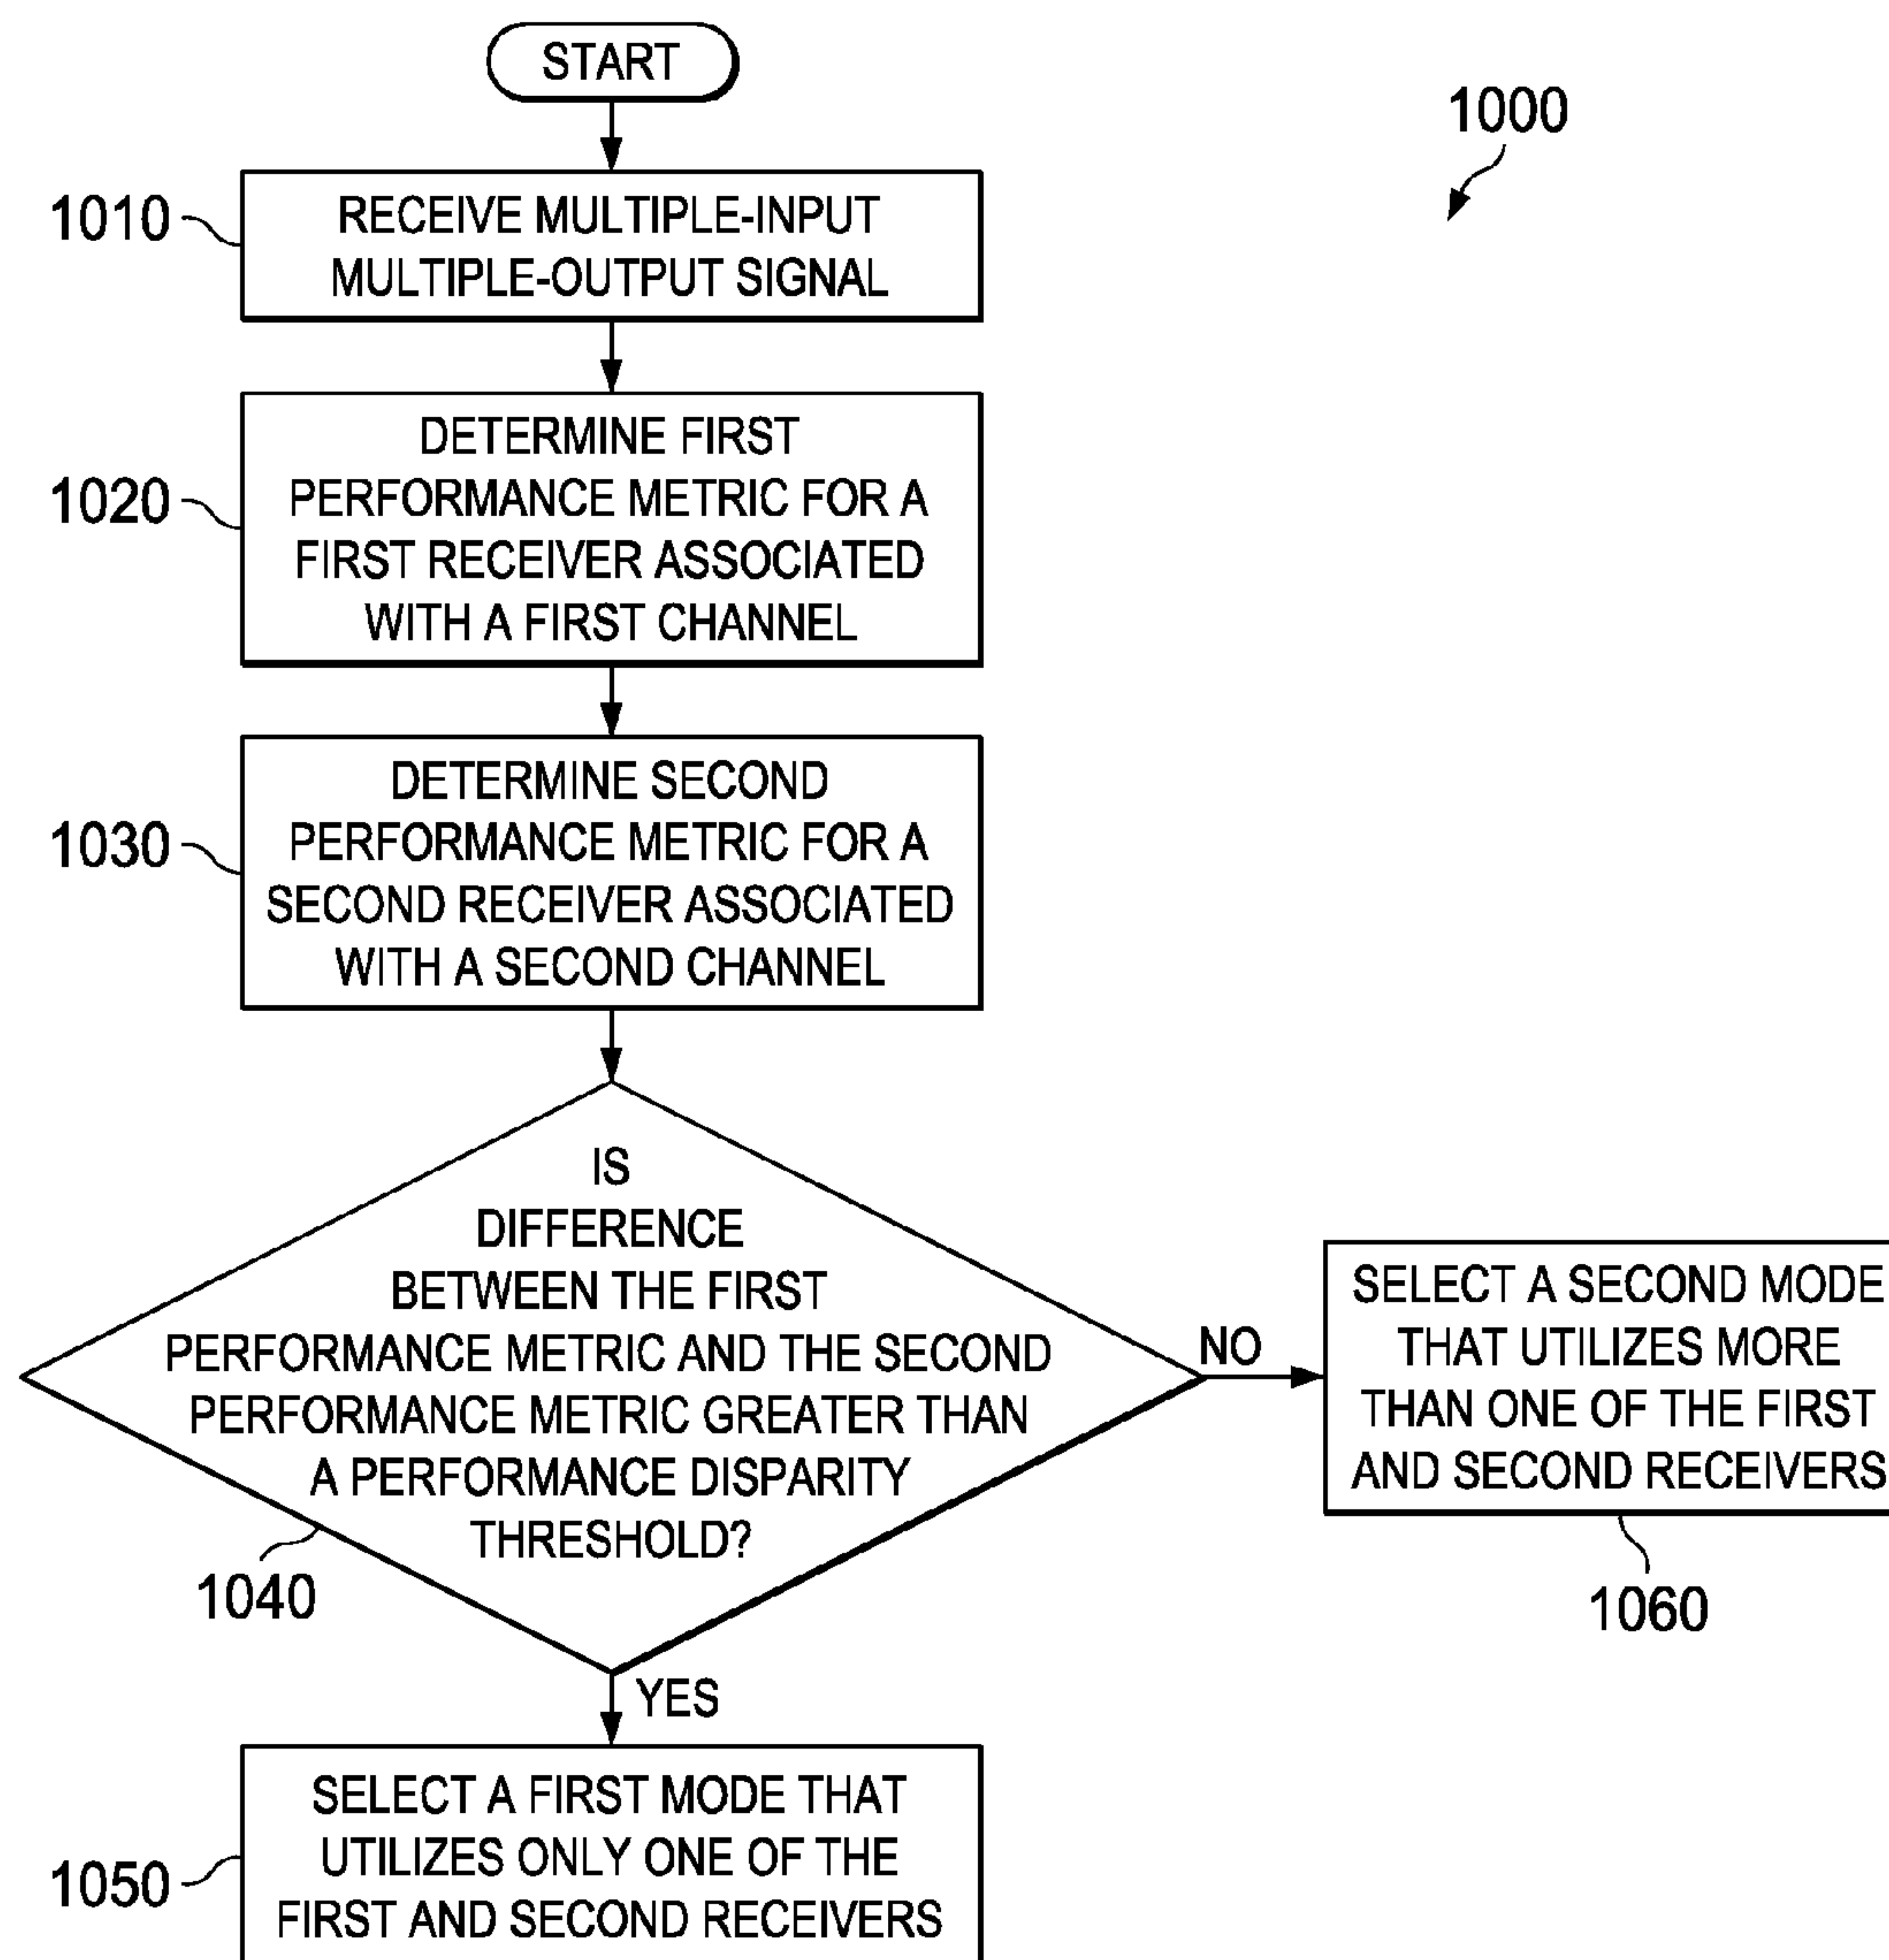 START
1000
1010
RECEIVE MULTIPLE-INPUT
MULTIPLE-OUTPUT SIGNAL
1020
DETERMINE FIRST
PERFORMANCE METRIC FOR A
FIRST RECEIVER ASSOCIATED
WITH A FIRST CHANNEL
1030
DETERMINE SECOND
PERFORMANCE METRIC FOR A
SECOND RECEIVER ASSOCIATED
WITH A SECOND CHANNEL
IS
DIFFERENCE
BETWEEN THE FIRST
PERFORMANCE METRIC AND THE SECOND
PERFORMANCE METRIC GREATER THAN
A PERFORMANCE DISPARITY
THRESHOLD?
1040
NO
SELECT A SECOND MODE
THAT UTILIZES MORE
THAN ONE OF THE FIRST
AND SECOND RECEIVERS
1060
YES
1050
SELECT A FIRST MODE THAT
UTILIZES ONLY ONE OF THE
FIRST AND SECOND RECEIVERS